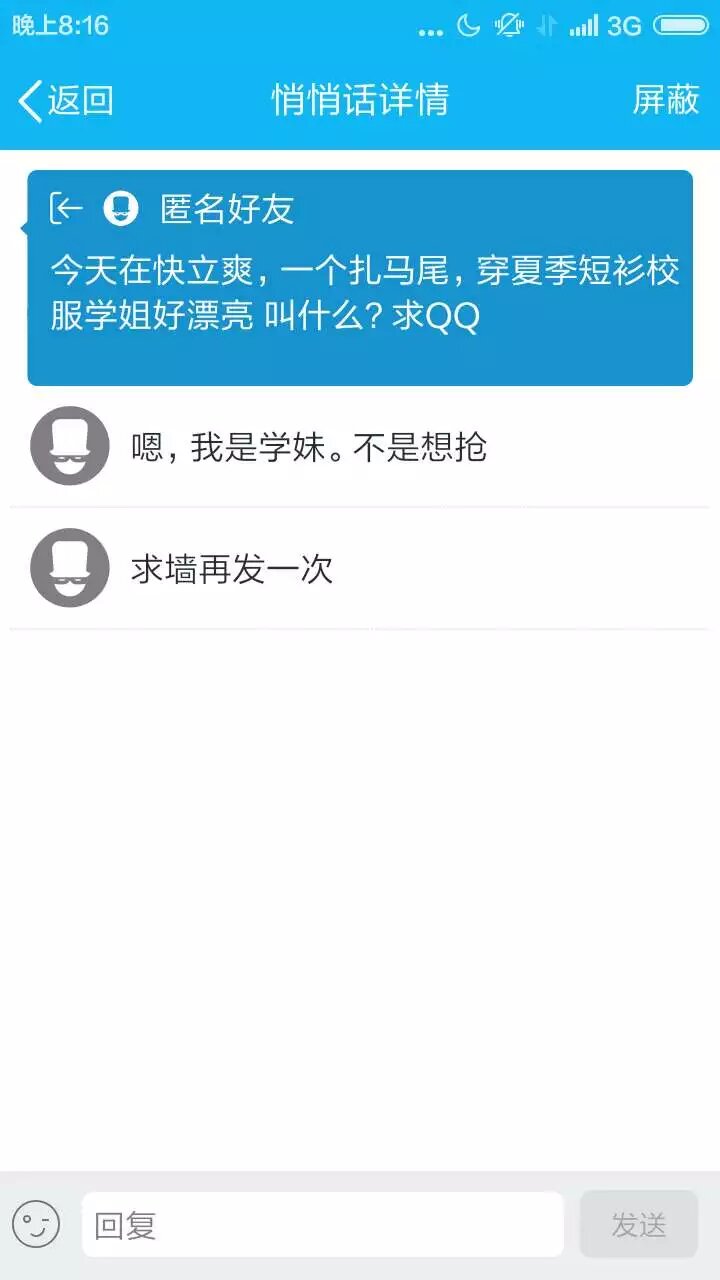 晚上8:16
... 3G
返回
悄悄话详情
屏蔽
匿名好友
今天在快立爽，一个扎马尾，穿夏季短衫校
服学姐好漂亮 叫什么? 求QQ
嗯，我是学妹。不是想抢
求墙再发一次
回复
发送